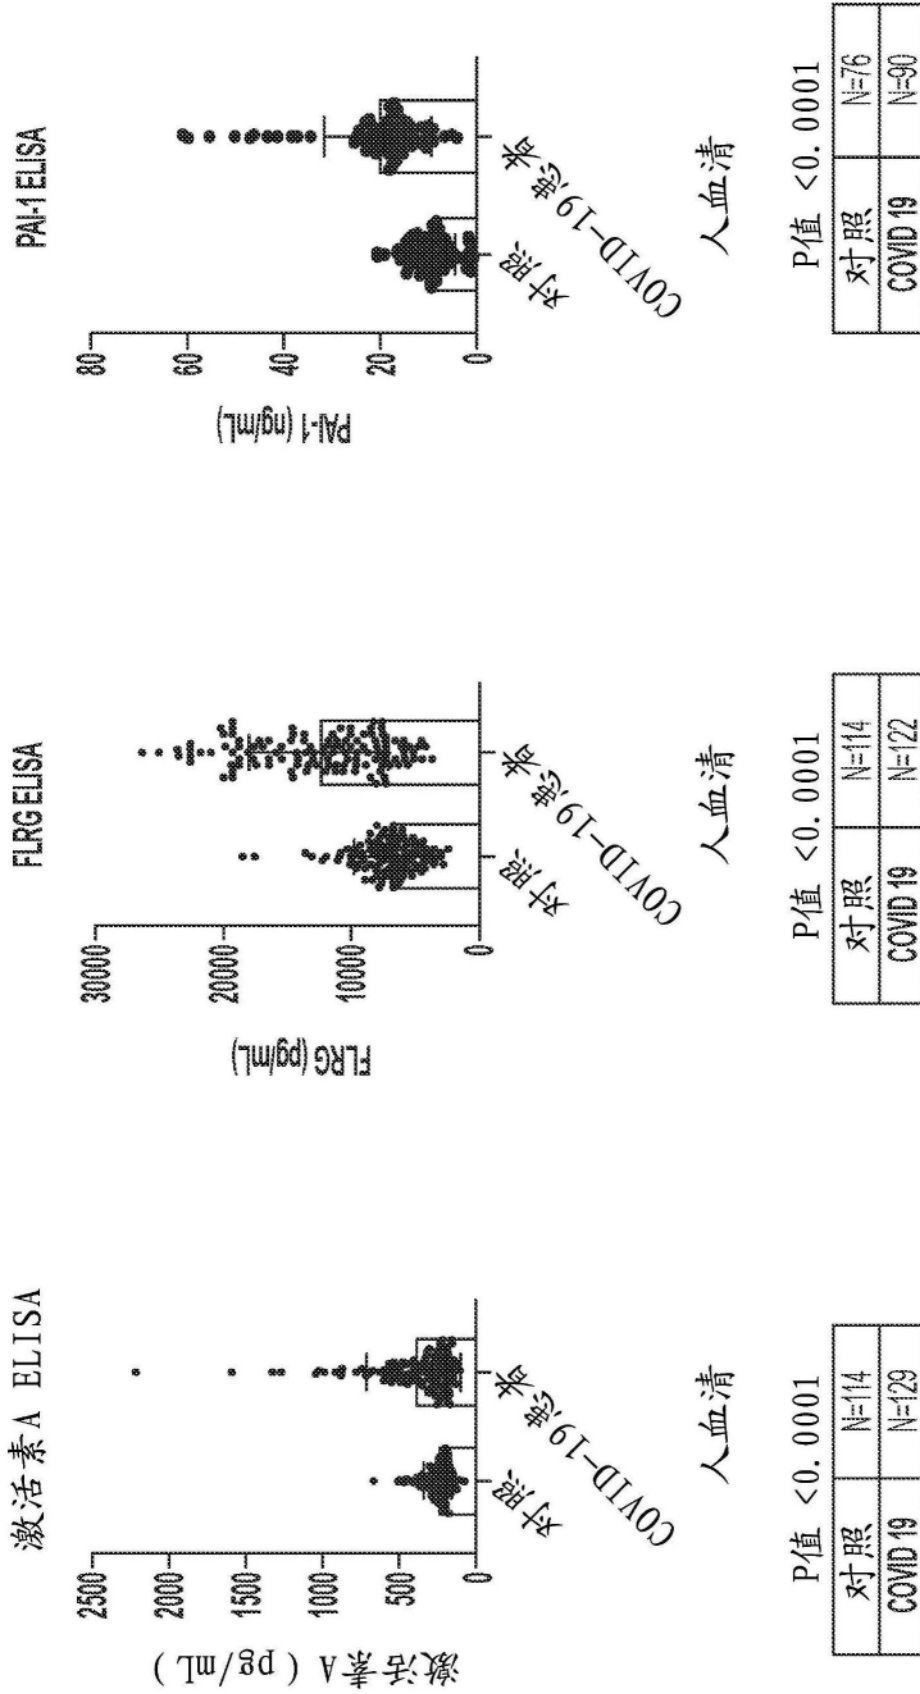 激活素 A ELISA
激活素 A ( pg/mL )
2500
2000
1500
1000
500
0
对照
COVID-19患者
人血清
P值 <0.0001
对照 N=114
COVID 19 N=129
FLRG ELISA
FLRG (pg/mL)
30000
20000
10000
0
对照
COVID-19患者
人血清
P值 <0.0001
对照 N=114
COVID 19 N=122
PAI-1 ELISA
PAI-1 (ng/mL)
80
60
40
20
0
对照
COVID-19患者
人血清
P值 <0.0001
对照 N=76
COVID 19 N=90